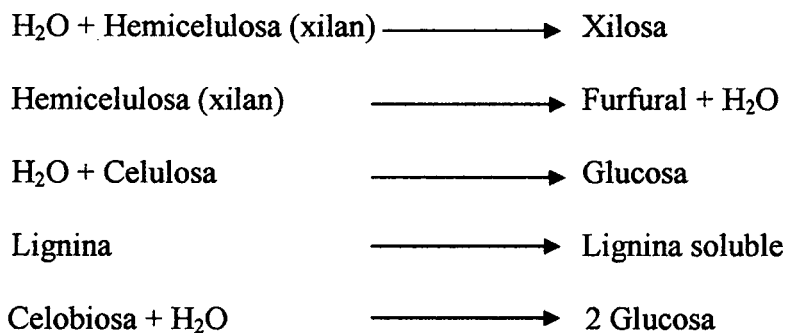 H₂O + Hemicelulosa (xilan) ⟶ Xilosa
Hemicelulosa (xilan) ⟶ Furfural + H₂O
H₂O + Celulosa ⟶ Glucosa
Lignina ⟶ Lignina soluble
Celobiosa + H₂O ⟶ 2 Glucosa